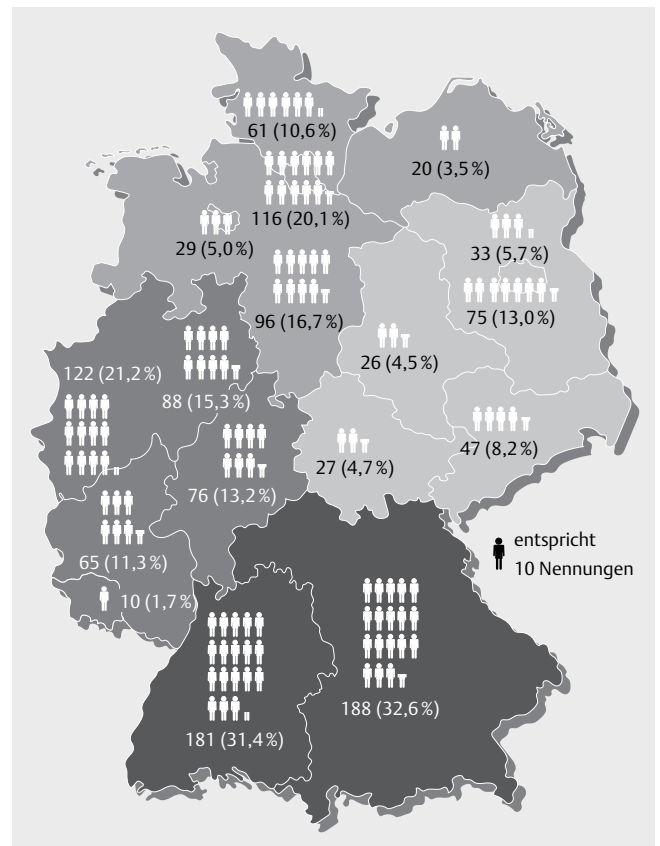 61 (10,6 %)
20 (3,5 %)
116 (20,1 %)
29 (5,0 %)
33 (5,7 %)
75 (13,0 %)
96 (16,7 %)
26 (4,5 %)
122 (21,2 %)
88 (15,3 %)
47 (8,2 %)
27 (4,7 %)
76 (13,2 %)
65 (11,3 %)
10 (1,7 %)
entspricht
10 Nennungen
188 (32,6 %)
181 (31,4 %)